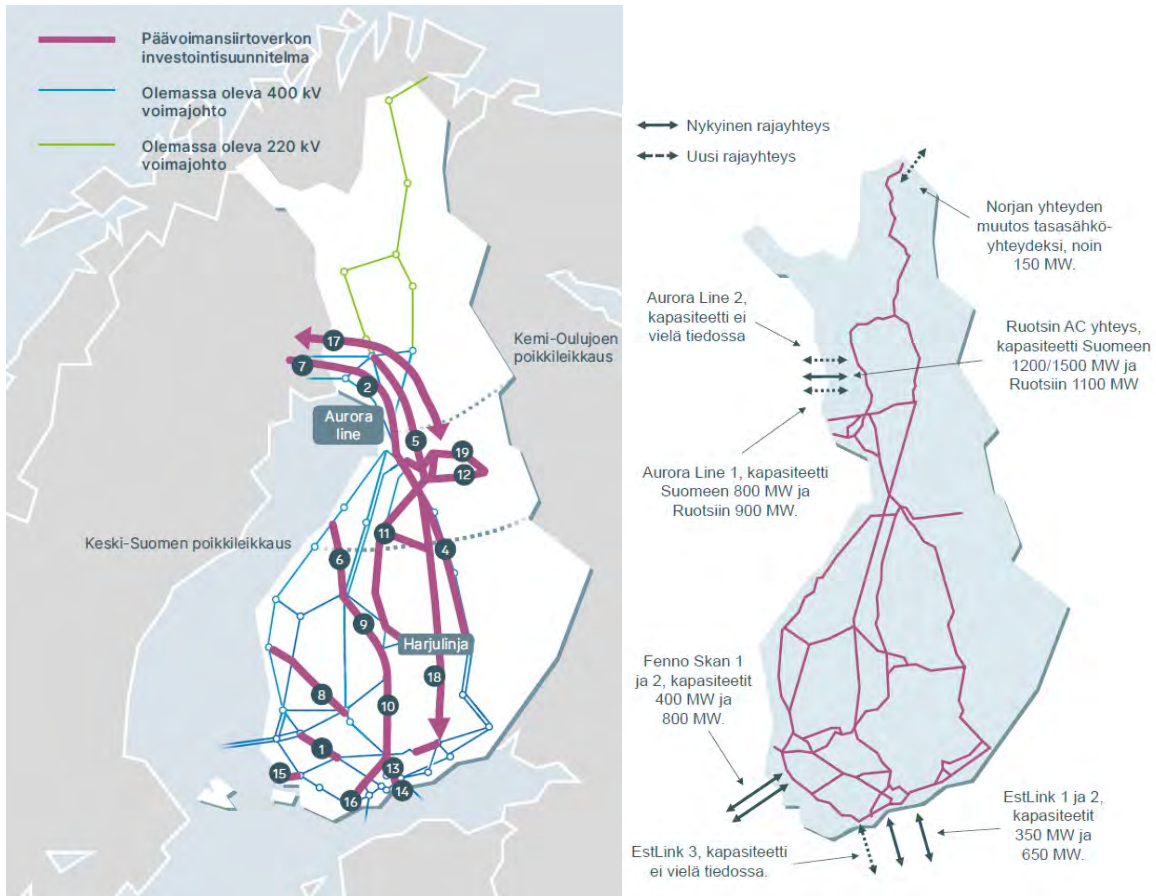 Päävoimansiirtoverkon
investointisuunnitelma
Olemassa oleva 400 kV
voimajohto
Olemassa oleva 220 kV
voimajohto
17
Kemi-Oulujoen
poikkileikkaus
7
2
Aurora
line
5
19
12
11
Keski-Suomen poikkileikkaus
4
6
9
Harjulinja
18
8
10
1
13
15
14
16
Nykyinen rajayhteys
Uusi rajayhteys
Norjan yhteyden
muutos tasasähkö-
yhteydeksi, noin
150 MW.
Aurora Line 2,
kapasiteetti ei
vielä tiedossa
Ruotsin AC yhteys,
kapasiteetti Suomeen
1200/1500 MW ja
Ruotsiin 1100 MW
Aurora Line 1, kapasiteetti
Suomeen 800 MW ja
Ruotsiin 900 MW.
Fenno Skan 1
ja 2, kapasiteetit
400 MW ja
800 MW.
EstLink 1 ja 2,
kapasiteetit
350 MW ja
650 MW.
EstLink 3, kapasiteetti
ei vielä tiedossa.